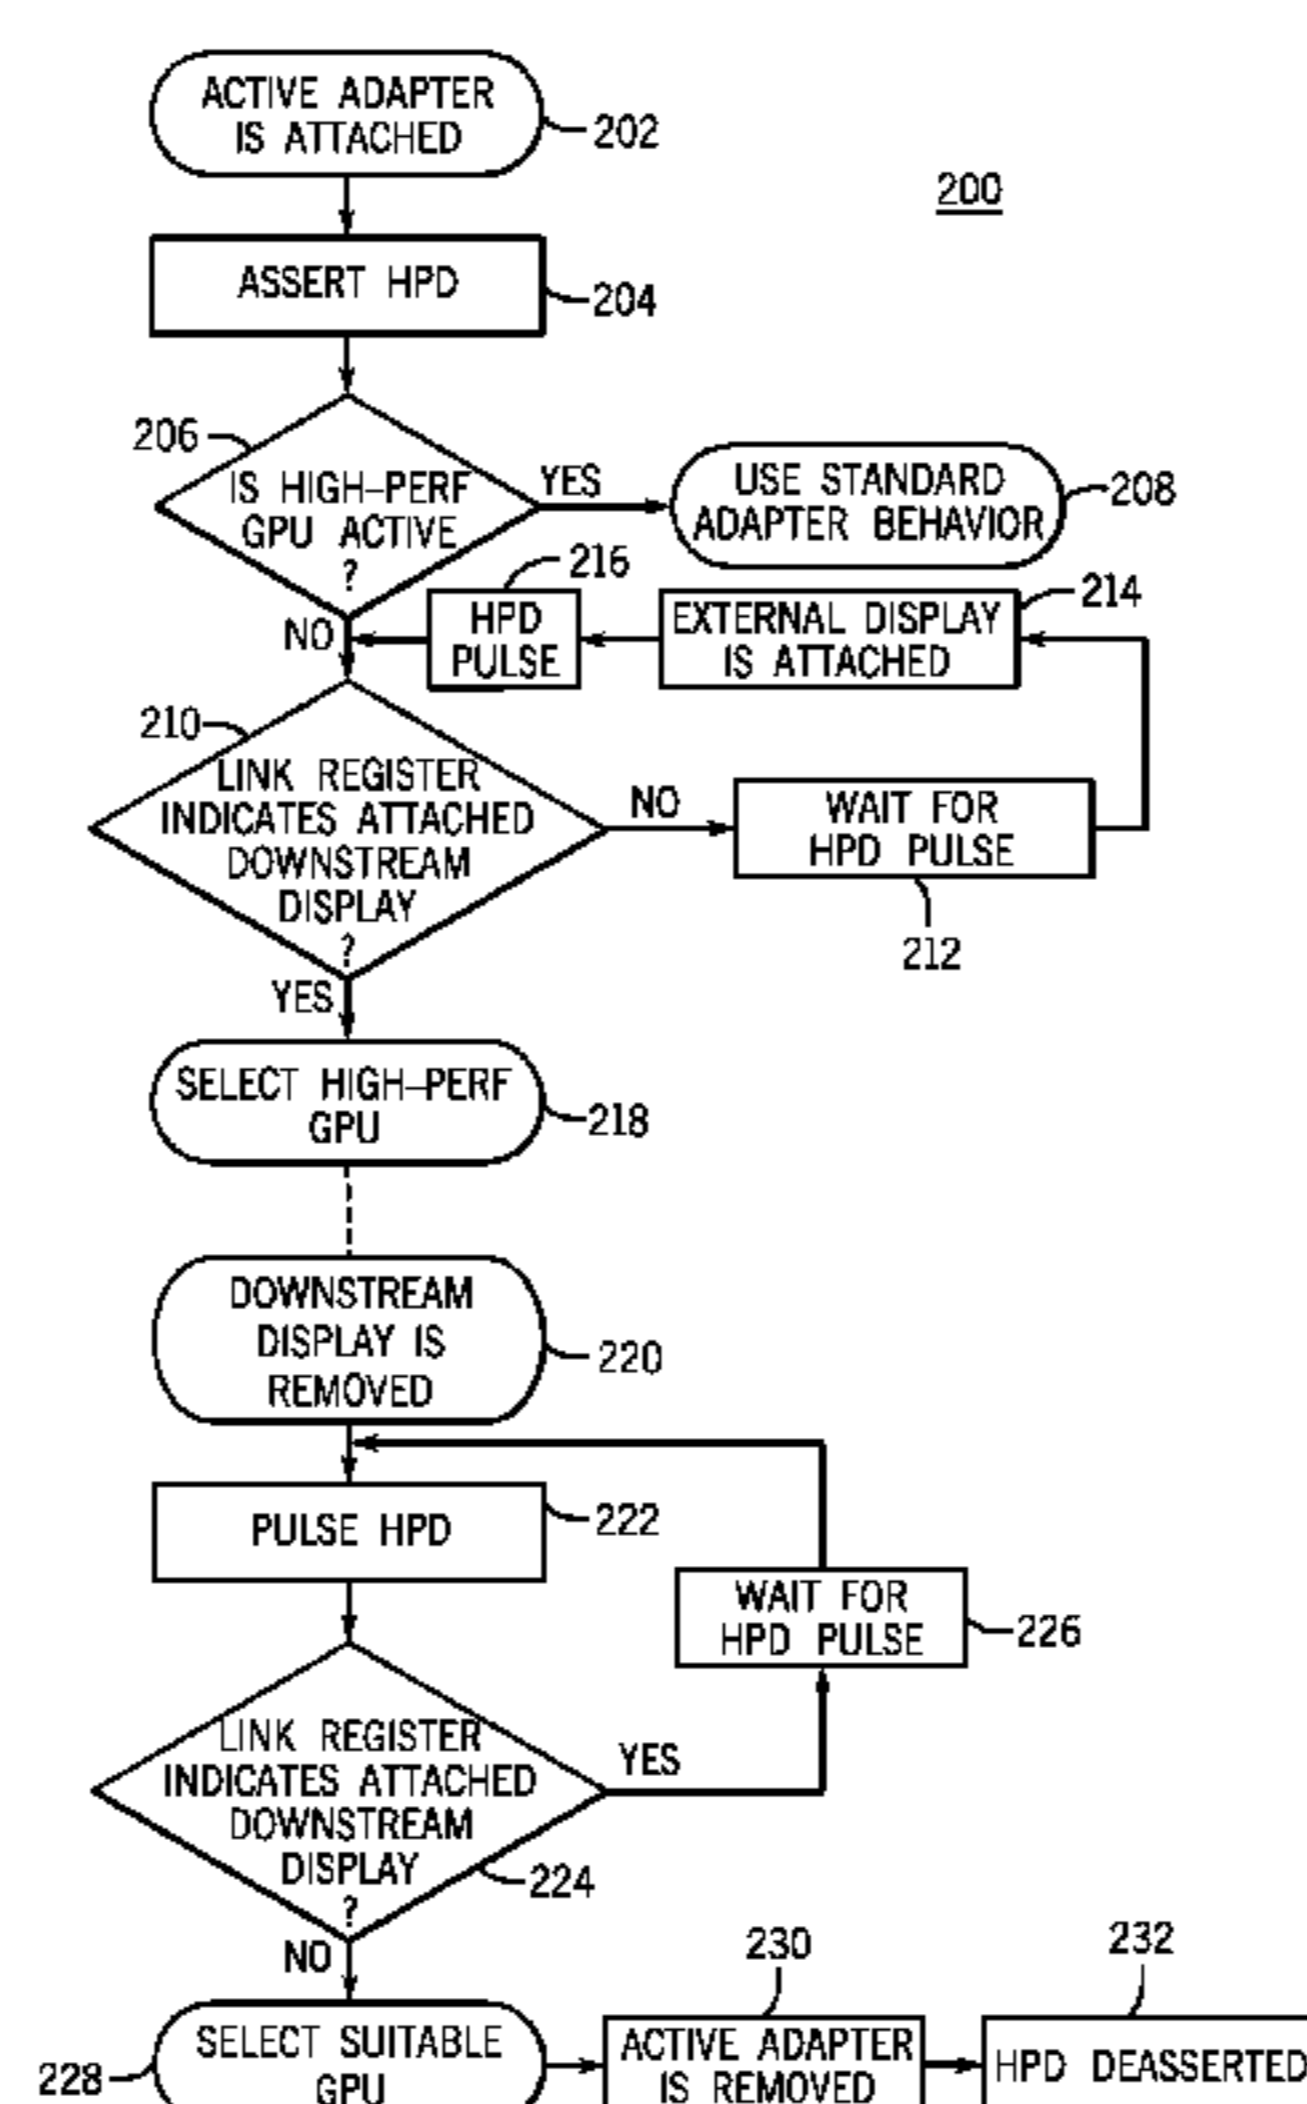 ACTIVE ADAPTER
IS ATTACHED
202
200
ASSERT HPD
204
206
IS HIGH-PERF
GPU ACTIVE
?
YES
USE STANDARD
ADAPTER BEHAVIOR
208
NO
216
HPD
PULSE
EXTERNAL DISPLAY
IS ATTACHED
214
210
LINK REGISTER
INDICATES ATTACHED
DOWNSTREAM
DISPLAY
?
NO
WAIT FOR
HPD PULSE
212
YES
SELECT HIGH-PERF
GPU
218
DOWNSTREAM
DISPLAY IS
REMOVED
220
PULSE HPD
222
WAIT FOR
HPD PULSE
226
LINK REGISTER
INDICATES ATTACHED
DOWNSTREAM
DISPLAY
?
YES
224
NO
228
SELECT SUITABLE
GPU
230
ACTIVE ADAPTER
IS REMOVED
232
HPD DEASSERTED